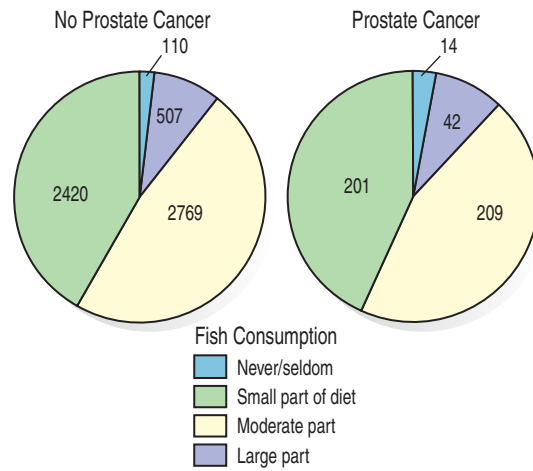 No Prostate Cancer
110
507
2420
2769
Prostate Cancer
14
42
201
209
Fish Consumption
Never/seldom
Small part of diet
Moderate part
Large part